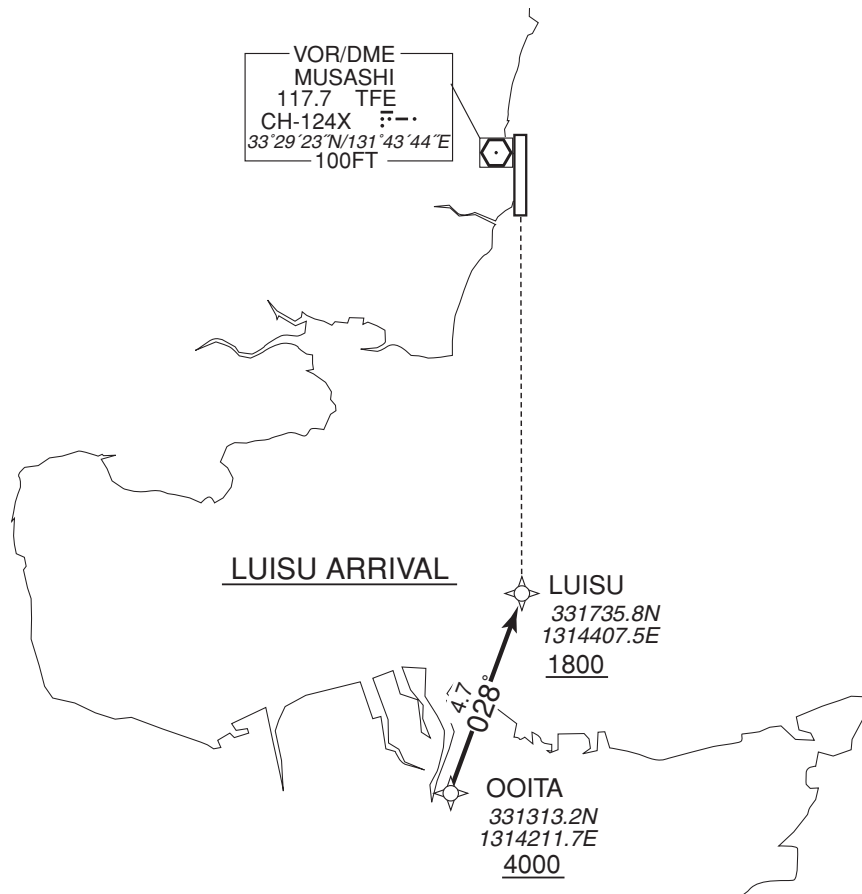 VOR/DME
MUSASHI
117.7 TFE
CH-124X
33°29´23˝N/131°43´44˝E
100FT
LUISU ARRIVAL
LUISU
331735.8N
1314407.5E
1800
4.7
028°
OOITA
331313.2N
1314211.7E
4000